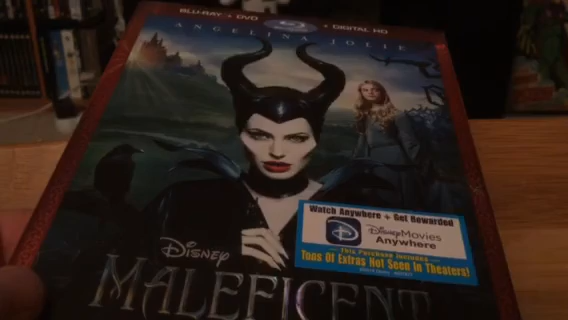 BLU-RAY + DVD + DIGITAL HD
ANGELINA JOLIE
Watch Anywhere + Get Rewarded
Disney Movies
Anywhere
This Purchase Includes
Tons Of Extras Not Seen In Theaters!
Disney
MALEFICENT